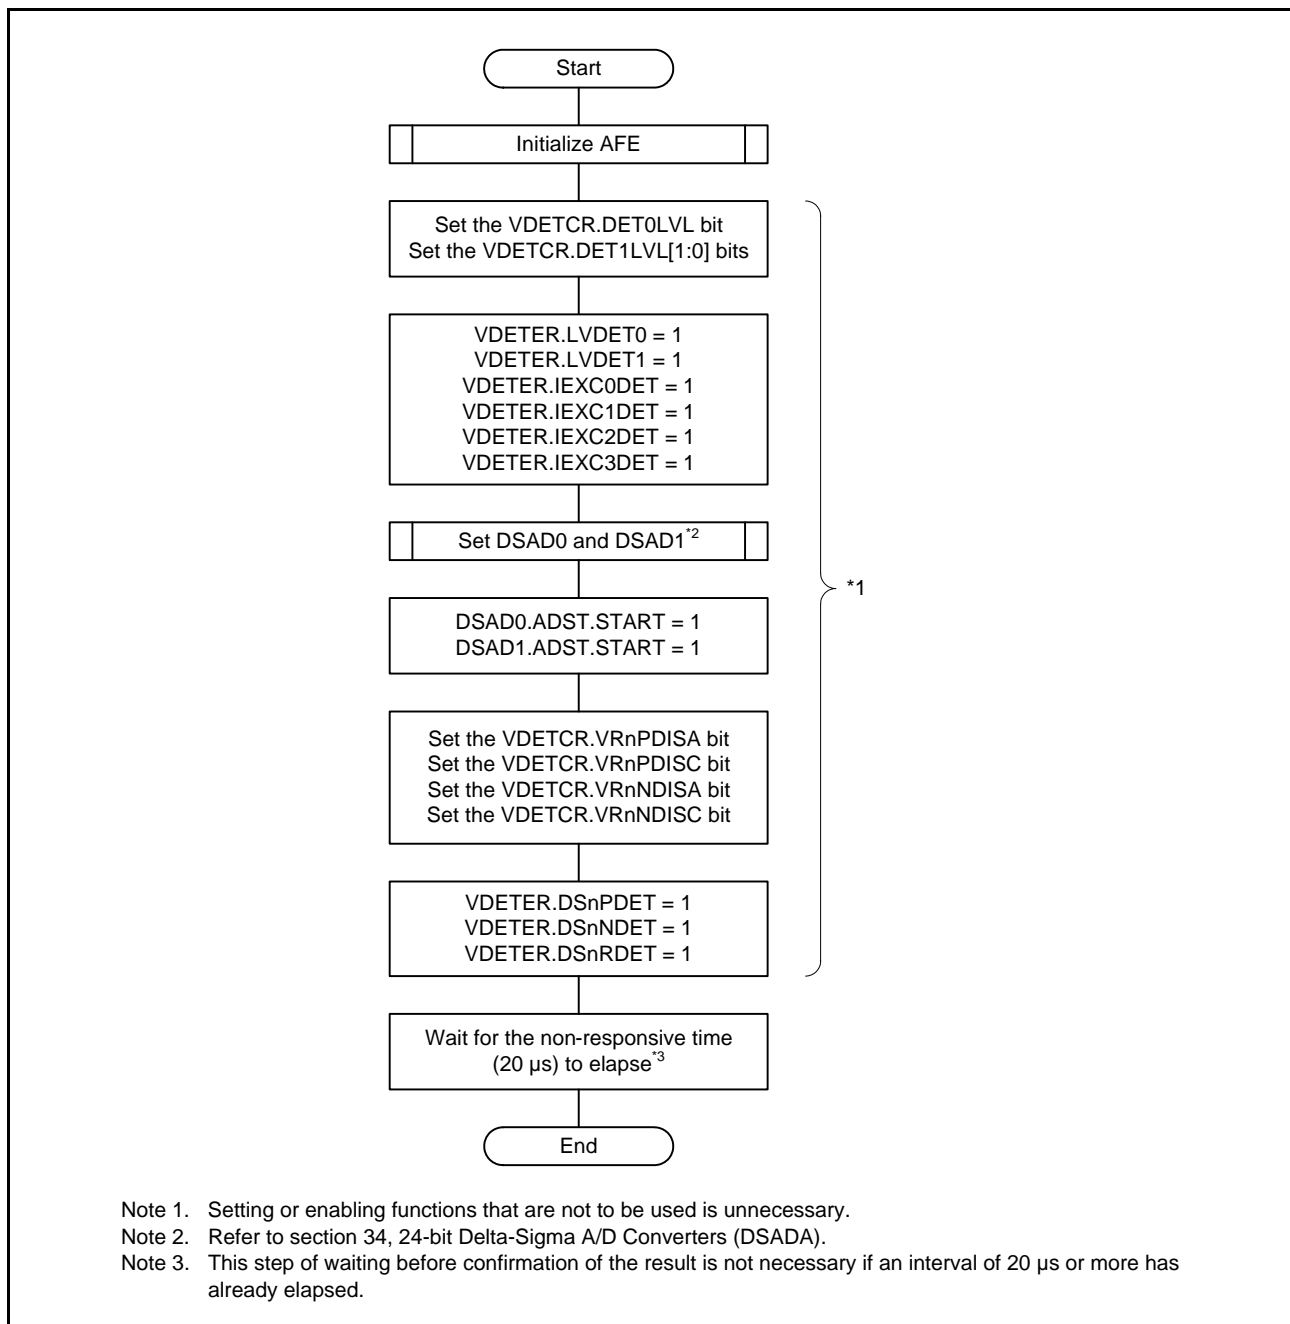 Start
Initialize AFE
Set the VDETCR.DET0LVL bit
Set the VDETCR.DET1LVL[1:0] bits
VDETER.LVDET0 = 1
VDETER.LVDET1 = 1
VDETER.IEXC0DET = 1
VDETER.IEXC1DET = 1
VDETER.IEXC2DET = 1
VDETER.IEXC3DET = 1
Set DSAD0 and DSAD1*2
*1
DSAD0.ADST.START = 1
DSAD1.ADST.START = 1
Set the VDETCR.VRnPDISA bit
Set the VDETCR.VRnPDISC bit
Set the VDETCR.VRnNDISA bit
Set the VDETCR.VRnNDISC bit
VDETER.DSnPDET = 1
VDETER.DSnNDET = 1
VDETER.DSnRDET = 1
Wait for the non-responsive time
(20 µs) to elapse*3
End
Note 1. Setting or enabling functions that are not to be used is unnecessary.
Note 2. Refer to section 34, 24-bit Delta-Sigma A/D Converters (DSADA).
Note 3. This step of waiting before confirmation of the result is not necessary if an interval of 20 µs or more has
already elapsed.